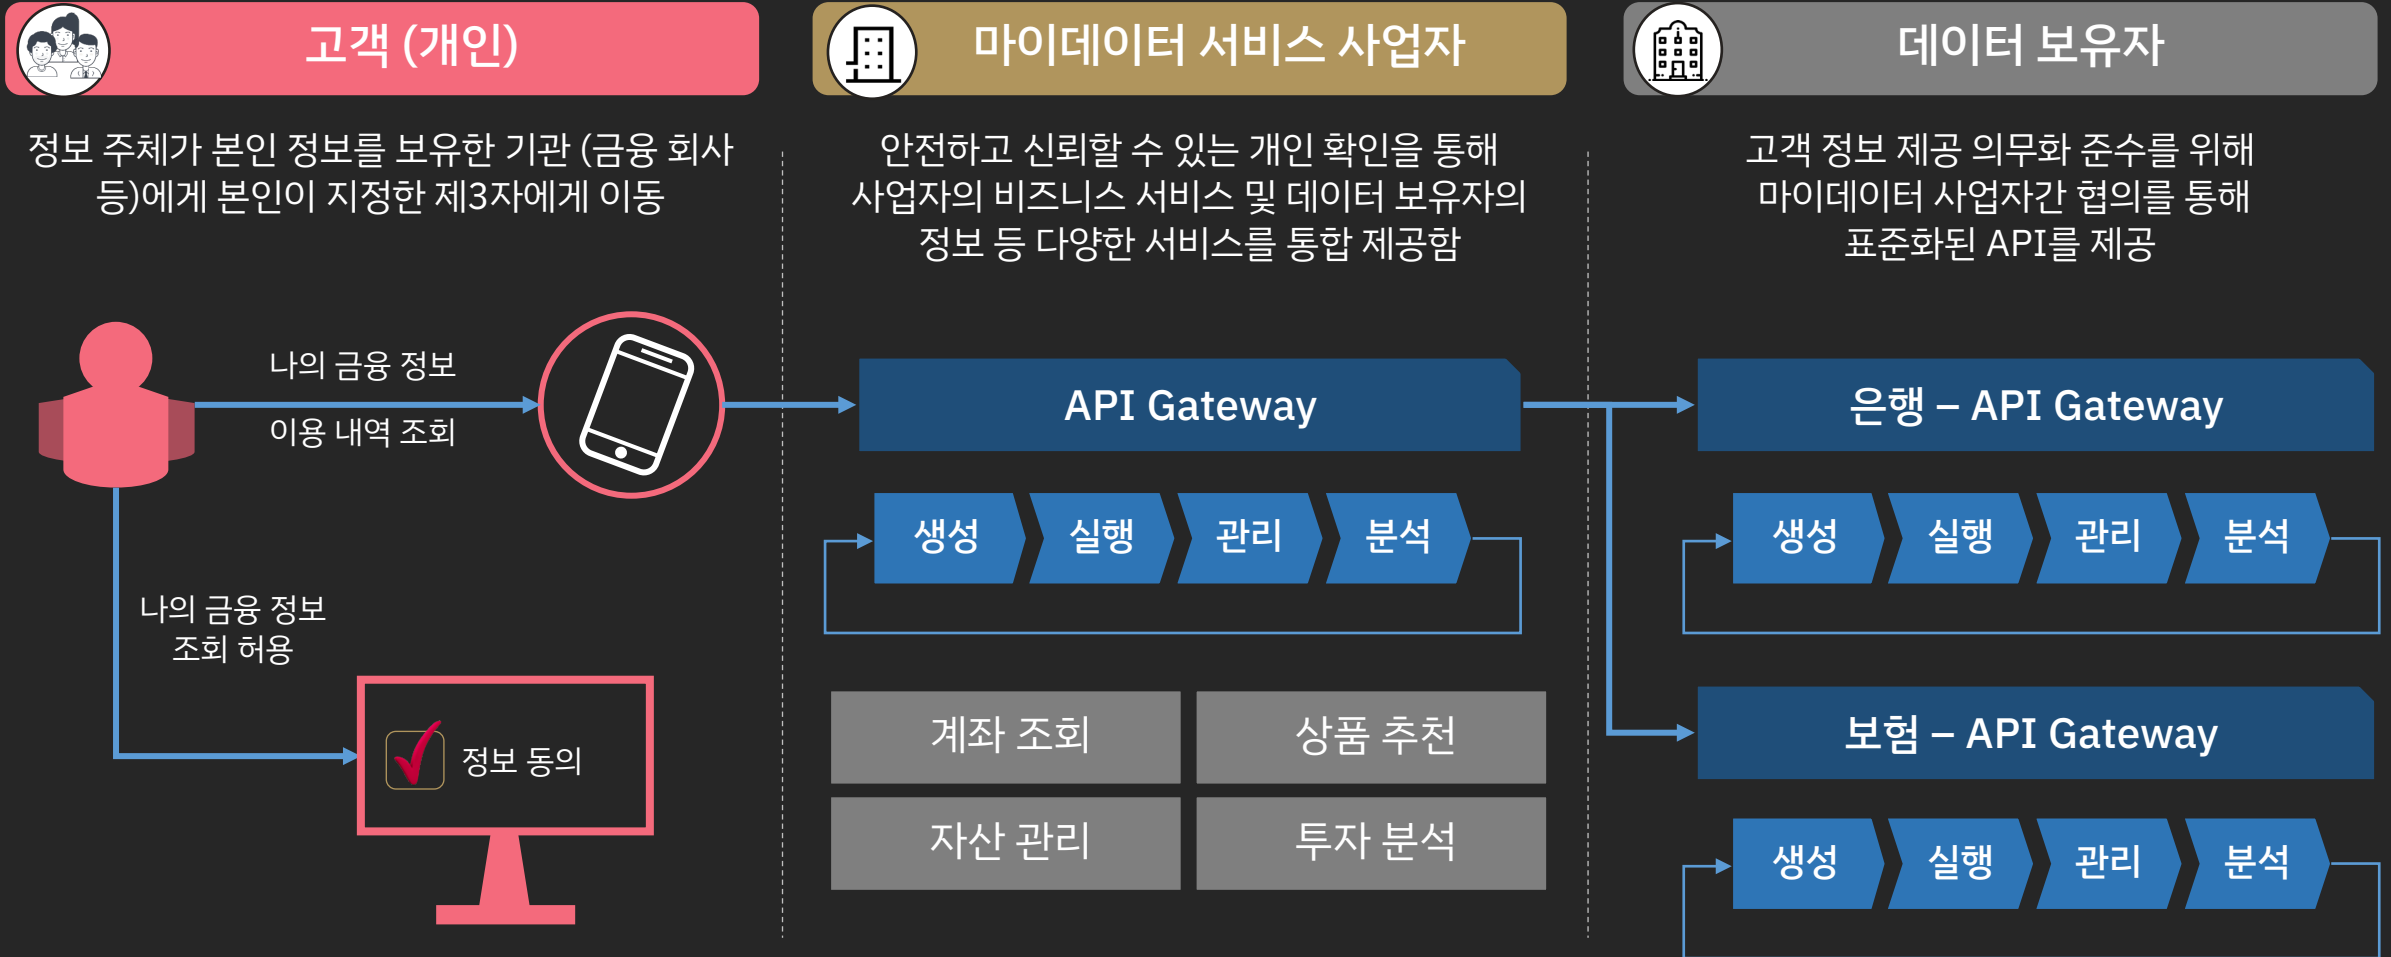 고객 (개인)
정보 주체가 본인 정보를 보유한 기관 (금융 회사
등)에게 본인이 지정한 제3자에게 이동
나의 금융 정보
이용 내역 조회
나의 금융 정보
조회 허용
정보 동의
마이데이터 서비스 사업자
안전하고 신뢰할 수 있는 개인 확인을 통해
사업자의 비즈니스 서비스 및 데이터 보유자의
정보 등 다양한 서비스를 통합 제공함
API Gateway
생성 실행 관리 분석
계좌 조회 상품 추천
자산 관리 투자 분석
데이터 보유자
고객 정보 제공 의무화 준수를 위해
마이데이터 사업자간 협의를 통해
표준화된 API를 제공
은행 – API Gateway
생성 실행 관리 분석
보험 – API Gateway
생성 실행 관리 분석